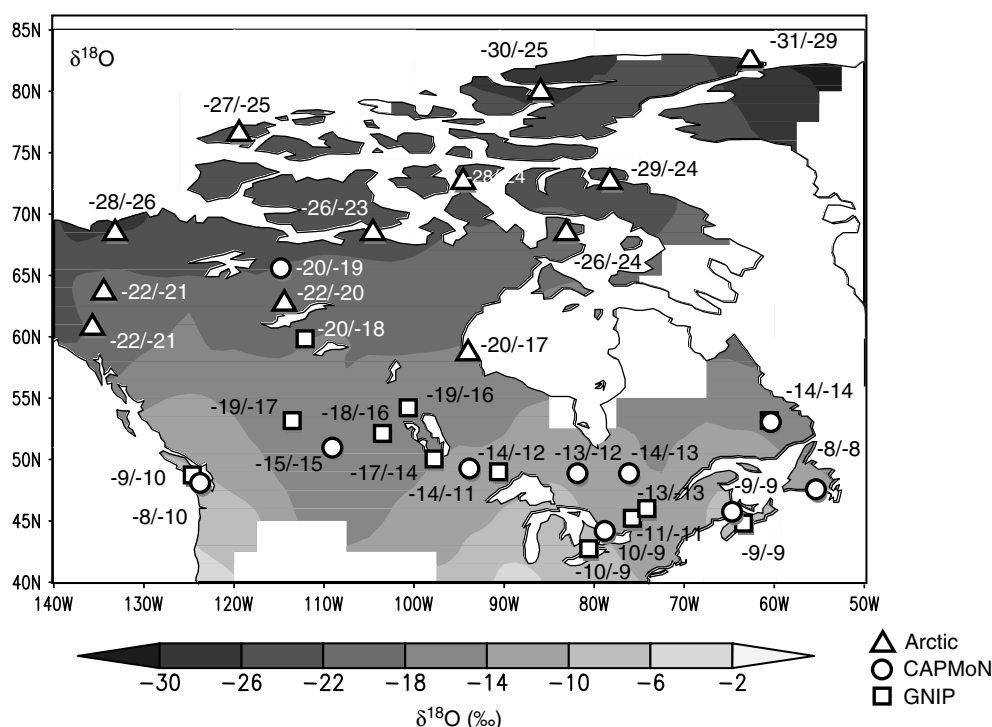 85N
80N
75N
70N
65N
60N
55N
50N
45N
40N
δ18O
-31/-29
-30/-25
-27/-25
-28/-24
-29/-24
-28/-26
-26/-23
-26/-24
-20/-19
-22/-21
-22/-20
-20/-18
-22/-21
-20/-17
-14/-14
-19/-17
-18/-16
-19/-16
-8/-8
-15/-15
-17/-14
-14/-12
-13/-12
-14/-13
-9/-10
-14/-11
-13/-13
-9/-9
-8/-10
-11/-11
-10/-9
-10/-9
-9/-9
140W 130W 120W 110W 100W 90W 80W 70W 60W 50W
−30 −26 −22 −18 −14 −10 −6 −2
δ18O (‰)
Arctic
CAPMoN
GNIP